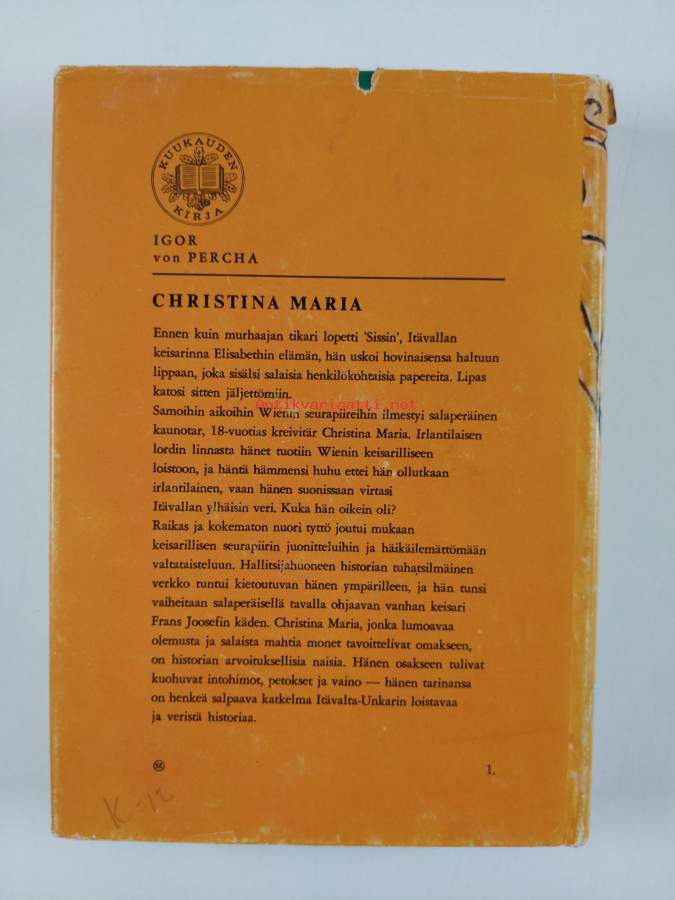 KUUKAUDEN
KIRJA
IGOR
von PERCHA
CHRISTINA MARIA
Ennen kuin murhaajan tikari lopetti 'Sissin', Itävallan
keisarinna Elisabethin elämän, hän uskoi hovinaisensa haltuun
lippaan, joka sisälsi salaisia henkilökohtaisia papereita. Lipas
katosi sitten jäljettömiin.
Antikvariaatti.net
Samoihin aikoihin Wienin seurapiireihin ilmestyi salaperäinen
kaunotar, 18-vuotias kreivitär Christina Maria. Irlantilaisen
lordin linnasta hänet tuotiin Wienin keisarilliseen
loistoon, ja häntä hämmensi huhu ettei hän ollutkaan
irlantilainen, vaan hänen suonissaan virtasi
Itävallan ylhäisin veri. Kuka hän oikein oli?
Raikas ja kokematon nuori tyttö joutui mukaan
keisarillisen seurapiirin juonitteluihin ja häikäilemättömään
valtataisteluun. Hallitsijahuoneen historian tuhatsilmäinen
verkko tuntui kietoutuvan hänen ympärilleen, ja hän tunsi
vaiheitaan salaperäisellä tavalla ohjaavan vanhan keisari
Frans Joosefin käden. Christina Maria, jonka lumoavaa
olemusta ja salaista mahtia monet tavoittelivat omakseen,
on historian arvoituksellisia naisia. Hänen osakseen tulivat
kuohuvat intohimot, petokset ja vaino — hänen tarinansa
on henkeä salpaava katkelma Itävalta-Unkarin loistavaa
ja veristä historiaa.
1.